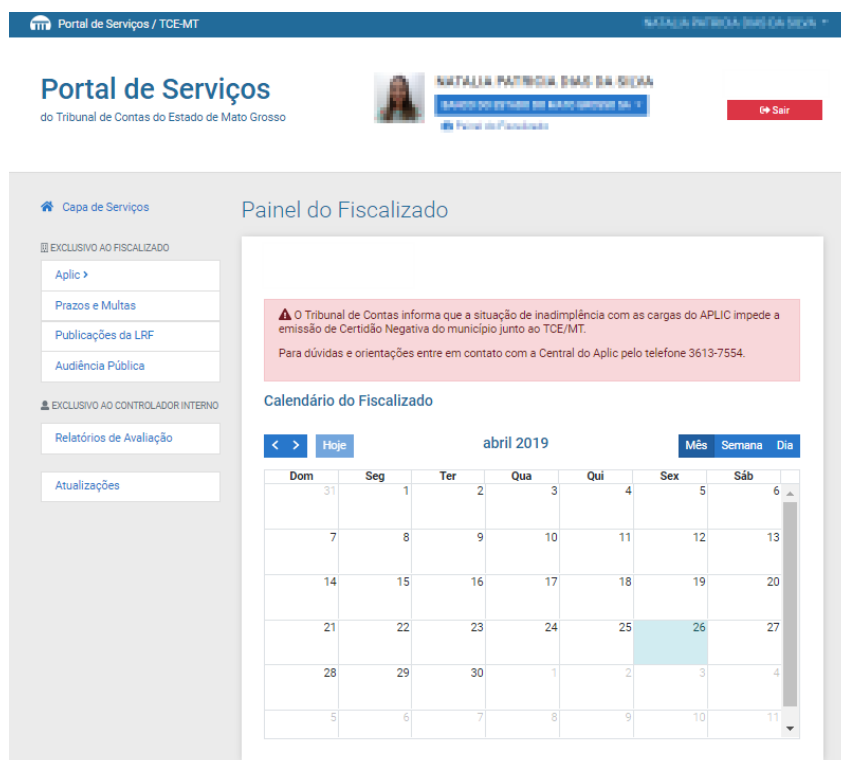 Portal de Serviços / TCE-MT
Portal de Serviços
do Tribunal de Contas do Estado de Mato Grosso
Sair
Capa de Serviços
Painel do Fiscalizado
EXCLUSIVO AO FISCALIZADO
Aplic
Prazos e Multas
Publicações da LRF
Audiência Pública
EXCLUSIVO AO CONTROLADOR INTERNO
Relatórios de Avaliação
Atualizações
O Tribunal de Contas informa que a situação de inadimplência com as cargas do APLIC impede a
emissão de Certidão Negativa do município junto ao TCE/MT.
Para dúvidas e orientações entre em contato com a Central do Aplic pelo telefone 3613-7554.
Calendário do Fiscalizado
Hoje abril 2019 Mês Semana Dia
Dom Seg Ter Qua Qui Sex Sáb
31 1 2 3 4 5 6
7 8 9 10 11 12 13
14 15 16 17 18 19 20
21 22 23 24 25 26 27
28 29 30 1 2 3 4
5 6 7 8 9 10 11